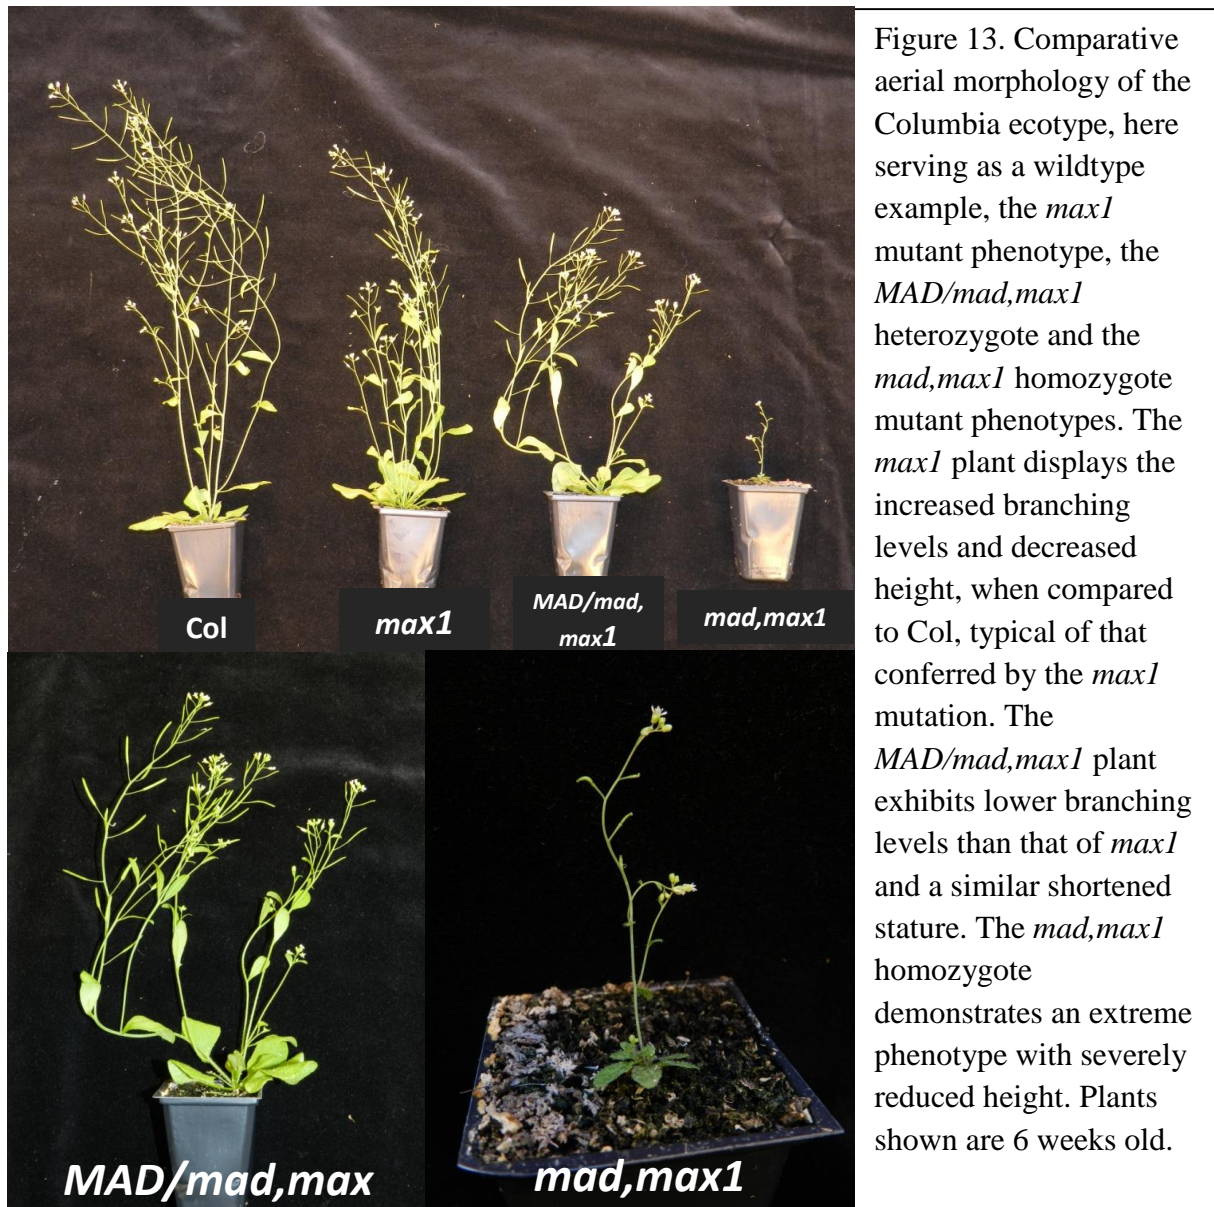 Figure 13. Comparative
aerial morphology of the
Columbia ecotype, here
serving as a wildtype
example, the max1
mutant phenotype, the
MAD/mad,max1
heterozygote and the
mad,max1 homozygote
mutant phenotypes. The
max1 plant displays the
increased branching
levels and decreased
height, when compared
to Col, typical of that
conferred by the max1
mutation. The
MAD/mad,max1 plant
exhibits lower branching
levels than that of max1
and a similar shortened
stature. The mad,max1
homozygote
demonstrates an extreme
phenotype with severely
reduced height. Plants
shown are 6 weeks old.
Col
max1
MAD/mad,
max1
mad,max1
MAD/mad,max
mad,max1